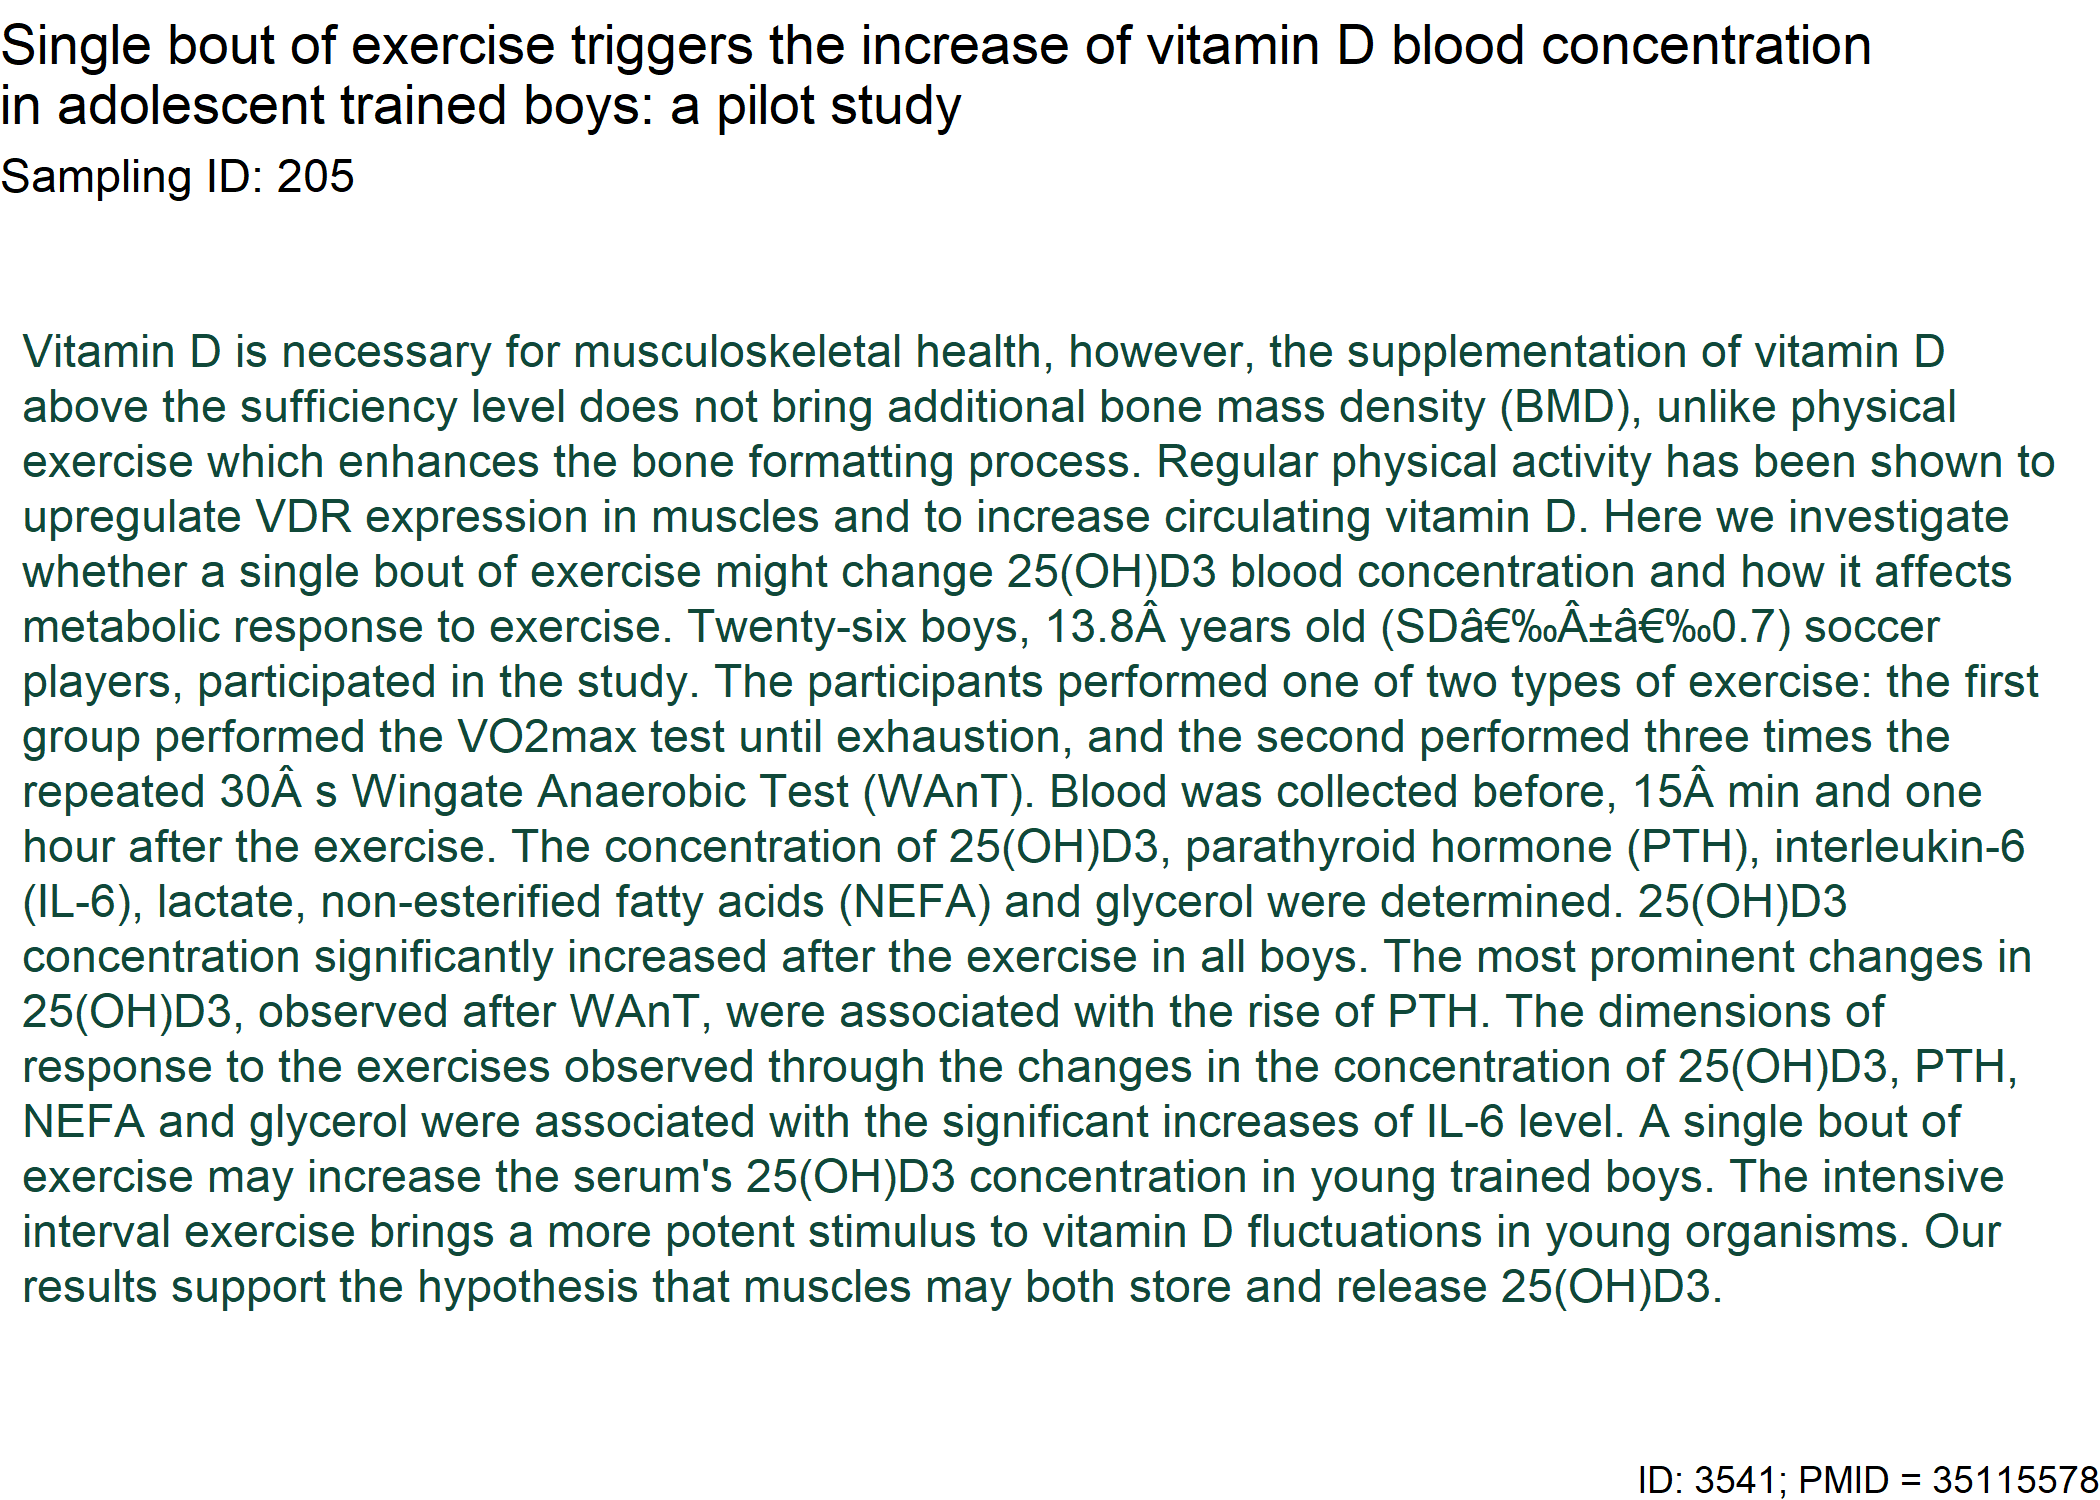 Single bout of exercise triggers the increase of vitamin D blood concentration
in adolescent trained boys: a pilot study
Sampling ID: 205
Vitamin D is necessary for musculoskeletal health, however, the supplementation of vitamin D
above the sufficiency level does not bring additional bone mass density (BMD), unlike physical
exercise which enhances the bone formatting process. Regular physical activity has been shown to
upregulate VDR expression in muscles and to increase circulating vitamin D. Here we investigate
whether a single bout of exercise might change 25(OH)D3 blood concentration and how it affects
metabolic response to exercise. Twenty-six boys, 13.8Â years old (SDâ€‰Â±â€‰0.7) soccer
players, participated in the study. The participants performed one of two types of exercise: the first
group performed the VO2max test until exhaustion, and the second performed three times the
repeated 30Â s Wingate Anaerobic Test (WAnT). Blood was collected before, 15Â min and one
hour after the exercise. The concentration of 25(OH)D3, parathyroid hormone (PTH), interleukin-6
(IL-6), lactate, non-esterified fatty acids (NEFA) and glycerol were determined. 25(OH)D3
concentration significantly increased after the exercise in all boys. The most prominent changes in
25(OH)D3, observed after WAnT, were associated with the rise of PTH. The dimensions of
response to the exercises observed through the changes in the concentration of 25(OH)D3, PTH,
NEFA and glycerol were associated with the significant increases of IL-6 level. A single bout of
exercise may increase the serum's 25(OH)D3 concentration in young trained boys. The intensive
interval exercise brings a more potent stimulus to vitamin D fluctuations in young organisms. Our
results support the hypothesis that muscles may both store and release 25(OH)D3.
ID: 3541; PMID = 35115578